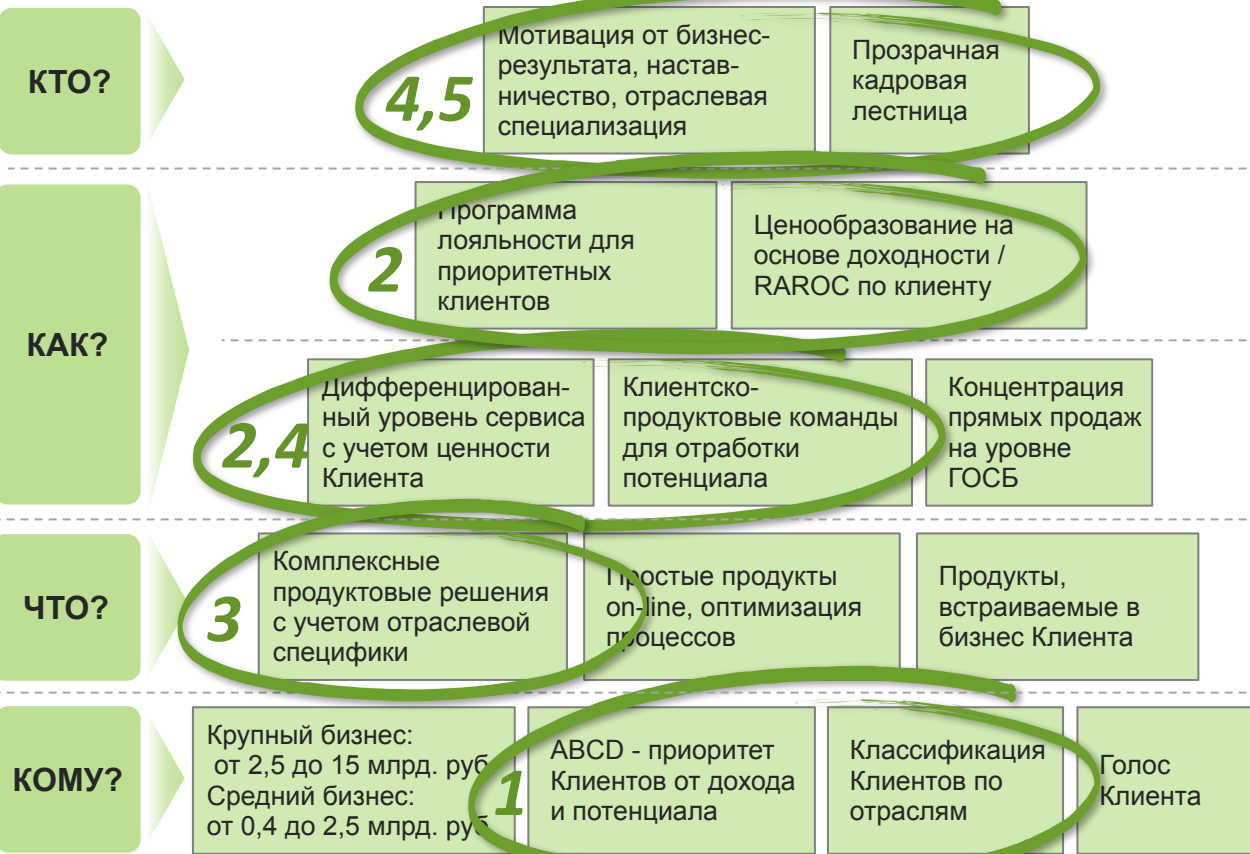 КТО?
4,5
Мотивация от бизнес-
результата, настав-
ничество, отраслевая
специализация
Прозрачная
кадровая
лестница
КАК?
2
Программа
лояльности для
приоритетных
клиентов
Ценообразование на
основе доходности /
RAROC по клиенту
2,4
Дифференцирован-
ный уровень сервиса
с учетом ценности
Клиента
Клиентско-
продуктовые команды
для отработки
потенциала
Концентрация
прямых продаж
на уровне
ГОСБ
ЧТО?
3
Комплексные
продуктовые решения
с учетом отраслевой
специфики
Простые продукты
on-line, оптимизация
процессов
Продукты,
встраиваемые в
бизнес Клиента
КОМУ?
Крупный бизнес:
от 2,5 до 15 млрд. руб.
Средний бизнес:
от 0,4 до 2,5 млрд. руб
1
ABCD - приоритет
Клиентов от дохода
и потенциала
Классификация
Клиентов по
отраслям
Голос
Клиента